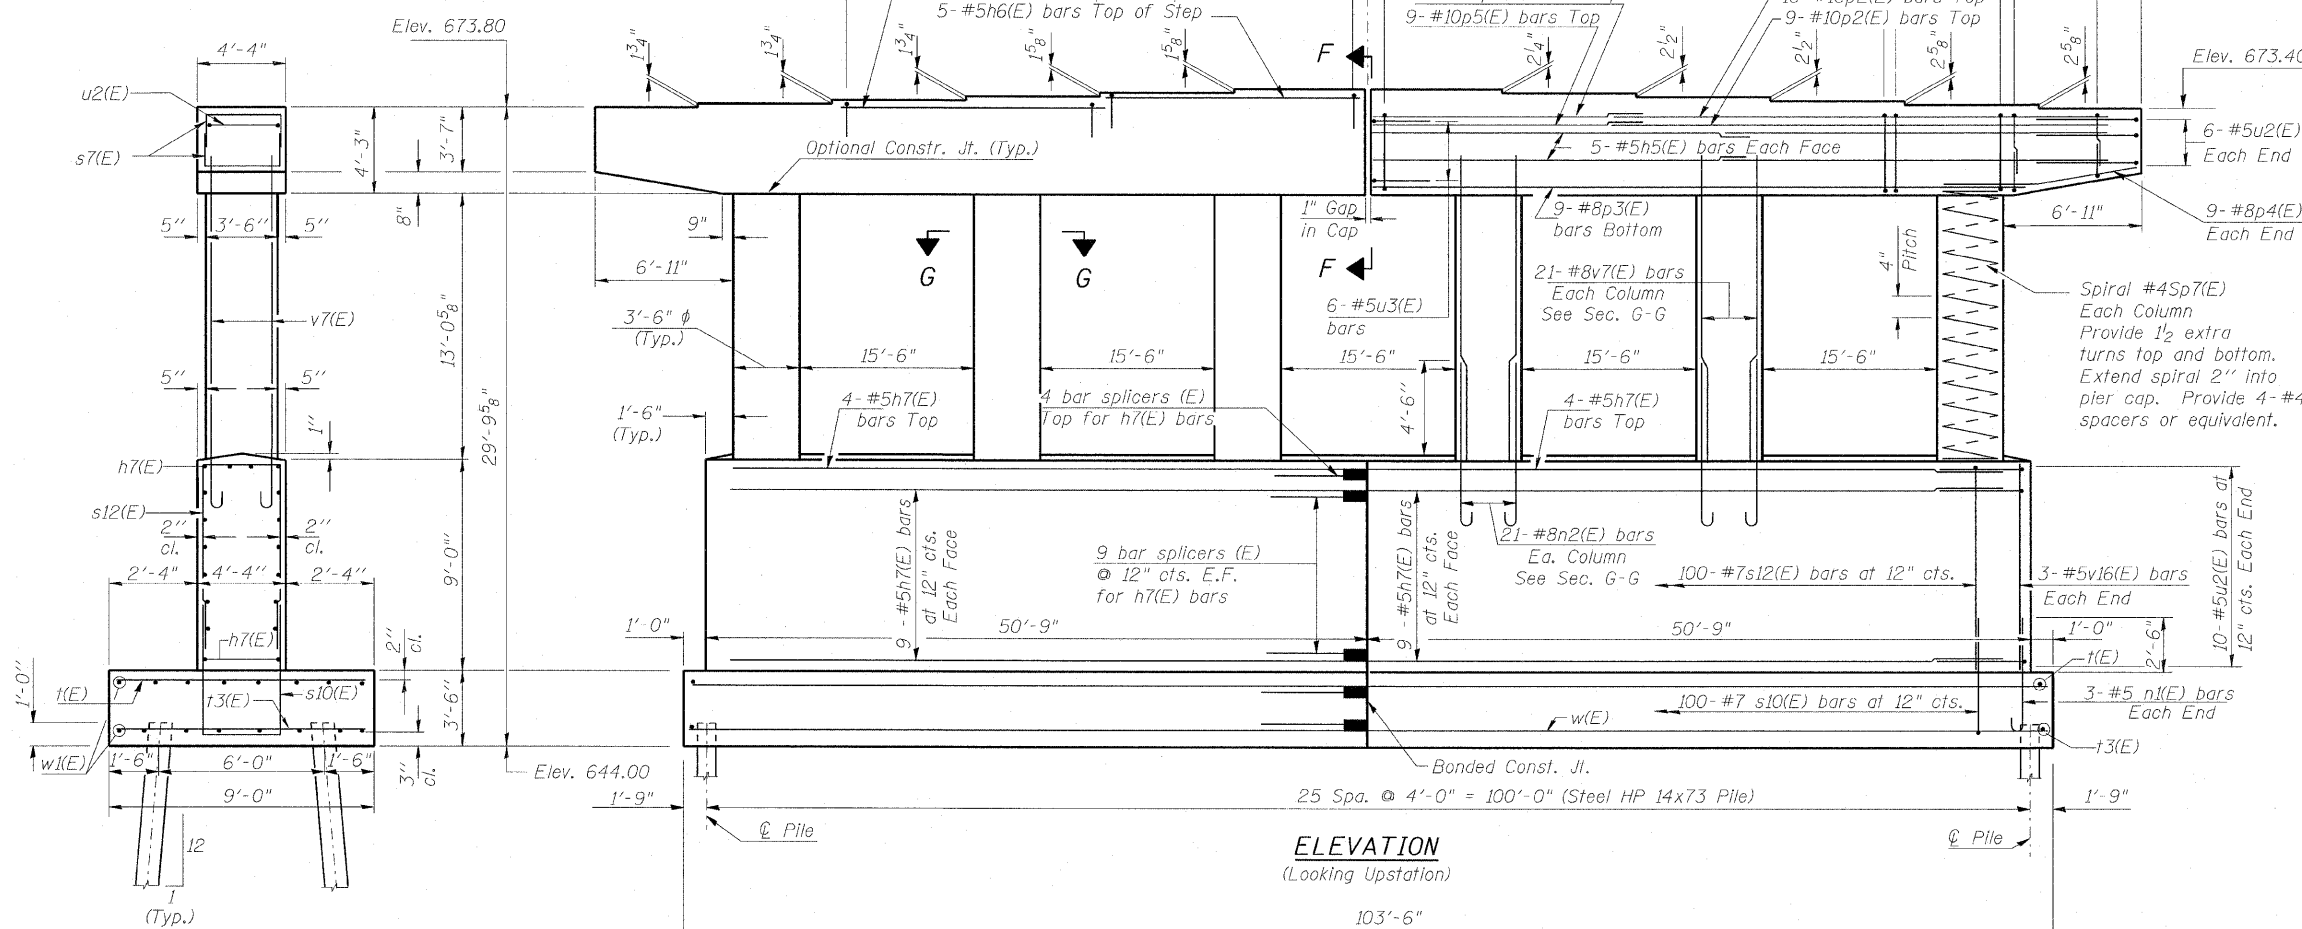 Elev. 673.80
5-#5h6(E) bars Top of Step
9-#10p5(E) bars Top
9-#10p2(E) bars Top
4'-4"
u2(E)
s7(E)
1 3/4"
1 3/4"
1 3/4"
1 5/8"
1 5/8"
F
2 1/4"
2 1/2"
2 1/2"
2 5/8"
2 5/8"
Elev. 673.40
6-#5u2(E)
Each End
4'-3"
3'-7"
8"
Optional Constr. Jt. (Typ.)
5-#5h5(E) bars Each Face
5"
3'-6"
5"
9"
6'-11"
G
G
1" Gap
in Cap
F
9-#8p3(E)
bars Bottom
6'-11"
9-#8p4(E)
Each End
v7(E)
13'-0 5/8"
29'-9 5/8"
3'-6" ϕ
(Typ.)
6-#5u3(E)
bars
21-#8v7(E) bars
Each Column
See Sec. G-G
4"
Pitch
Spiral #4Sp7(E)
Each Column
Provide 1 1/2 extra
turns top and bottom.
Extend spiral 2" into
pier cap. Provide 4-#4
spacers or equivalent.
15'-6"
15'-6"
15'-6"
15'-6"
15'-6"
5"
5"
1"
1'-6"
(Typ.)
4-#5h7(E)
bars Top
4 bar splicers (E)
Top for h7(E) bars
4'-6"
4-#5h7(E)
bars Top
h7(E)
s12(E)
2"
cl.
2"
cl.
9'-0"
2'-4"
4'-4"
2'-4"
9-#5h7(E) bars
at 12" cts.
Each Face
9 bar splicers (E)
@ 12" cts. E.F.
for h7(E) bars
9-#5h7(E) bars
at 12" cts.
Each Face
21-#8n2(E) bars
Ea. Column
See Sec. G-G
100-#7s12(E) bars at 12" cts.
3-#5v16(E) bars
Each End
10-#5u2(E) bars at
12" cts. Each End
h7(E)
2"
cl.
1'-0"
50'-9"
50'-9"
1'-0"
2'-6"
1'-0"
t(E)
t3(E)
s10(E)
3'-6"
t(E)
100-#7 s10(E) bars at 12" cts.
3-#5 n1(E) bars
Each End
w(E)
t3(E)
w1(E)
1'-6"
6'-0"
1'-6"
3"
cl.
9'-0"
Elev. 644.00
Bonded Const. Jt.
1'-9"
25 Spa. @ 4'-0" = 100'-0" (Steel HP 14x73 Pile)
1'-9"
℄ Pile
℄ Pile
12
1
(Typ.)
ELEVATION
(Looking Upstation)
103'-6"